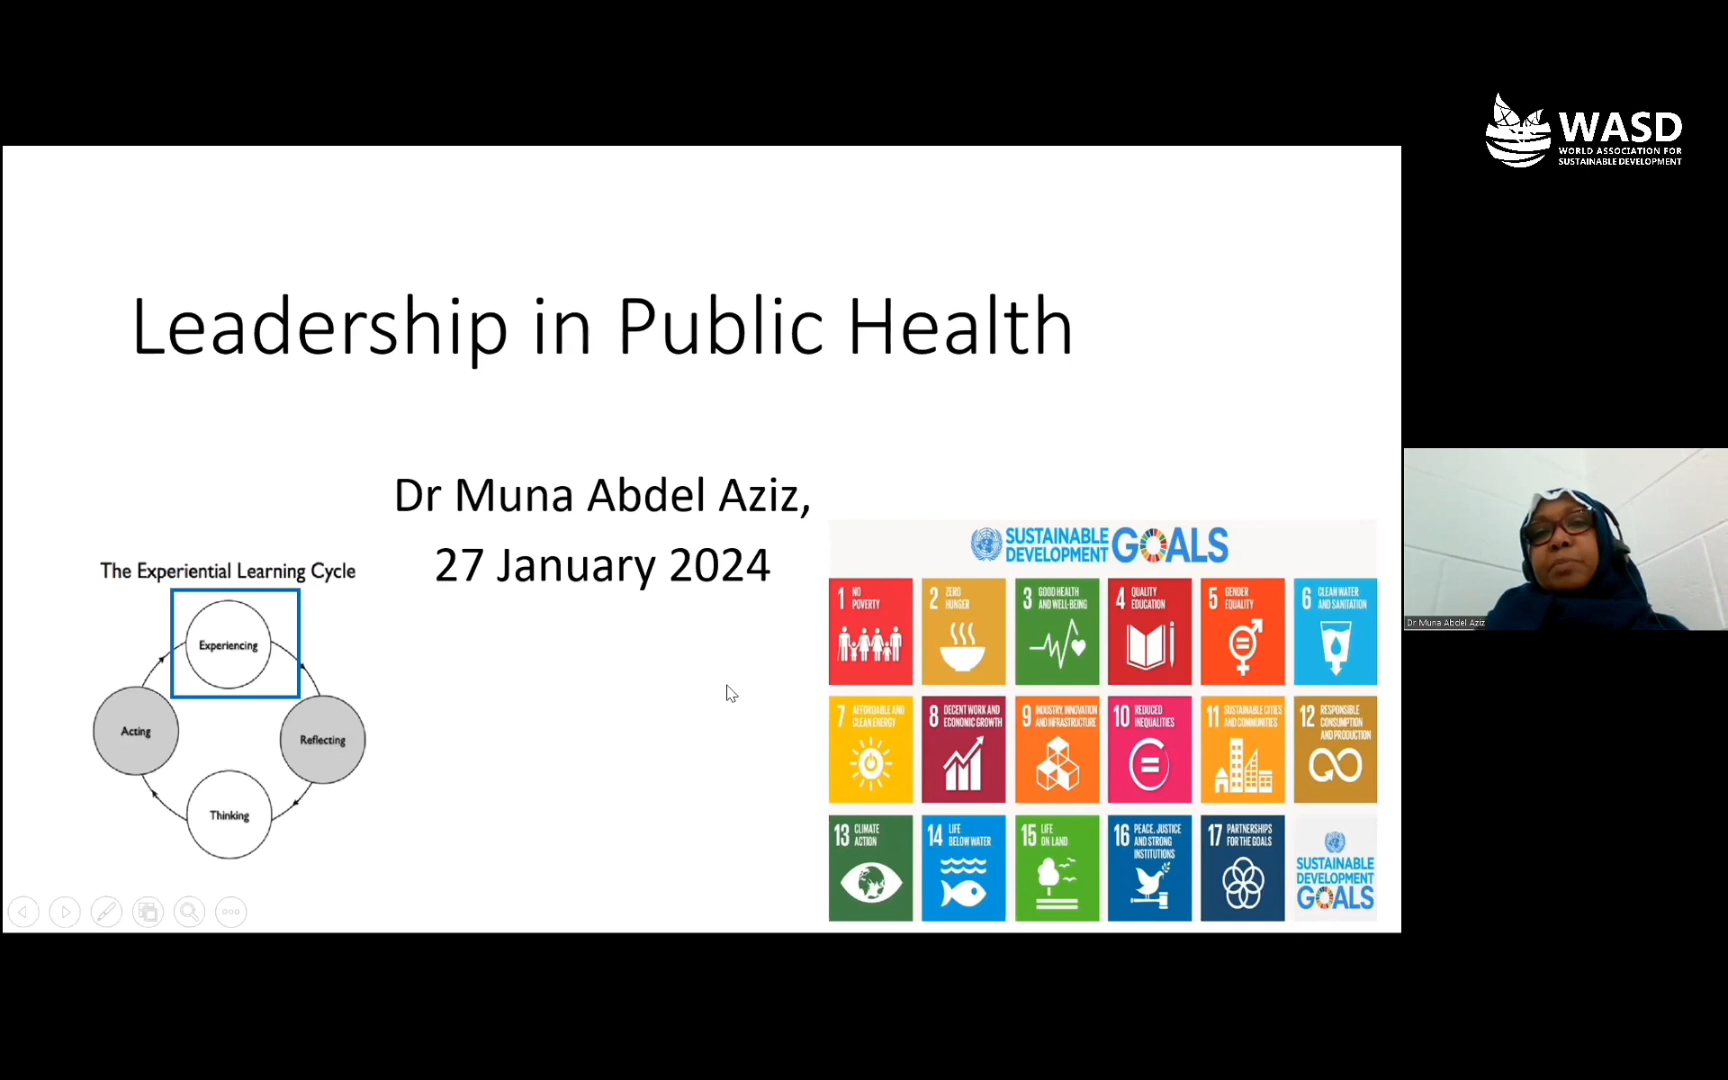 WASD
WORLD ASSOCIATION FOR
SUSTAINABLE DEVELOPMENT
Leadership in Public Health
Dr Muna Abdel Aziz,
27 January 2024
The Experiential Learning Cycle
Experiencing
Acting
Reflecting
Thinking
SUSTAINABLE
DEVELOPMENT
GOALS
1 NO
POVERTY
2 ZERO
HUNGER
3 GOOD HEALTH
AND WELL-BEING
4 QUALITY
EDUCATION
5 GENDER
EQUALITY
6 CLEAN WATER
AND SANITATION
7 AFFORDABLE AND
CLEAN ENERGY
8 DECENT WORK AND
ECONOMIC GROWTH
9 INDUSTRY, INNOVATION
AND INFRASTRUCTURE
10 REDUCED
INEQUALITIES
11 SUSTAINABLE CITIES
AND COMMUNITIES
12 RESPONSIBLE
CONSUMPTION
AND PRODUCTION
13 CLIMATE
ACTION
14 LIFE
BELOW WATER
15 LIFE
ON LAND
16 PEACE, JUSTICE
AND STRONG
INSTITUTIONS
17 PARTNERSHIPS
FOR THE GOALS
SUSTAINABLE
DEVELOPMENT
GOALS
Dr Muna Abdel Aziz